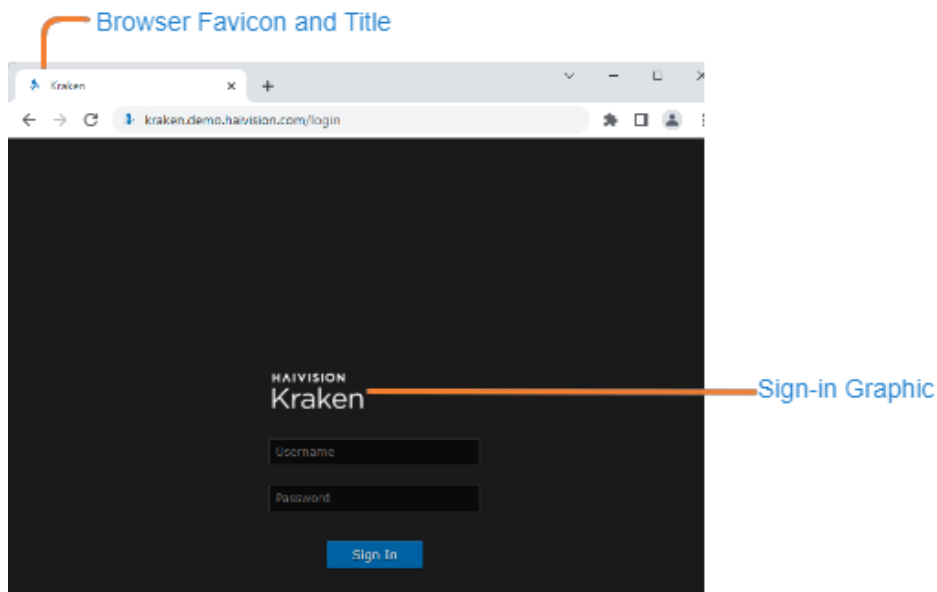 Browser Favicon and Title
Kraken
kraken.demo.haivision.com/login
HAIVISION
Kraken
Sign-in Graphic
Username
Password
Sign In